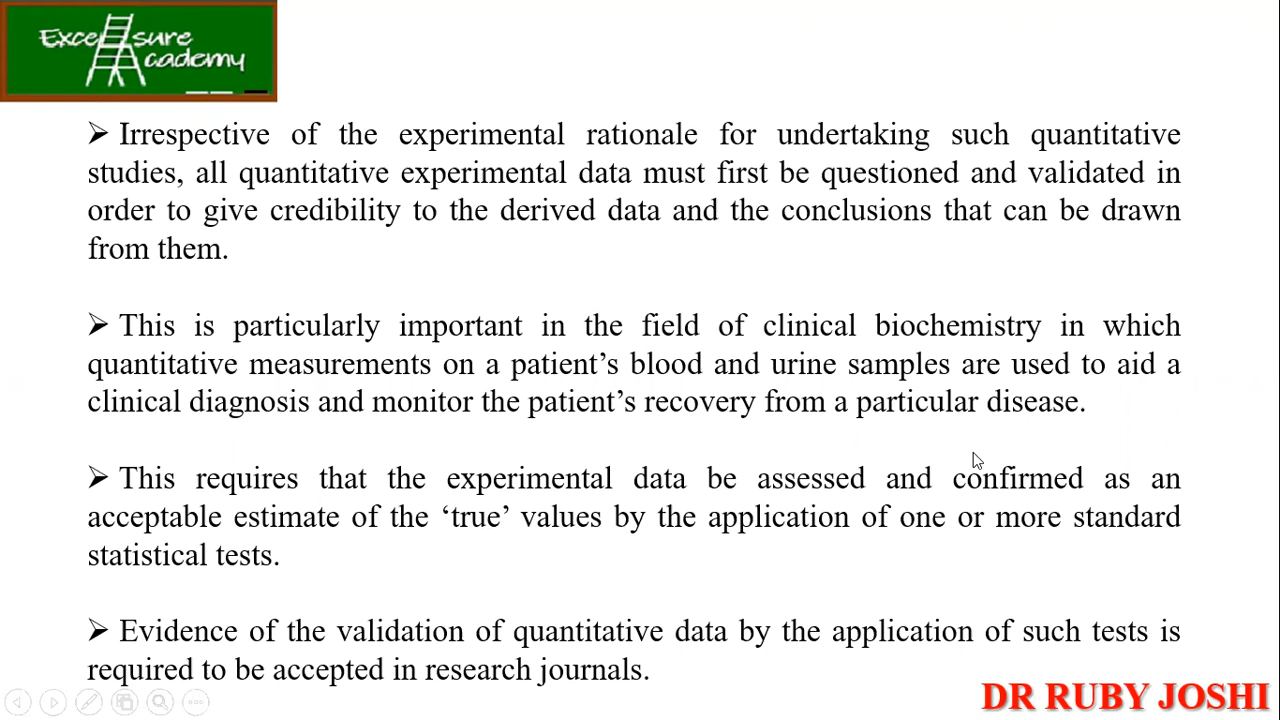 Exce sure
cademy
➢ Irrespective of the experimental rationale for undertaking such quantitative
studies, all quantitative experimental data must first be questioned and validated in
order to give credibility to the derived data and the conclusions that can be drawn
from them.
➢ This is particularly important in the field of clinical biochemistry in which
quantitative measurements on a patient’s blood and urine samples are used to aid a
clinical diagnosis and monitor the patient’s recovery from a particular disease.
➢ This requires that the experimental data be assessed and confirmed as an
acceptable estimate of the ‘true’ values by the application of one or more standard
statistical tests.
➢ Evidence of the validation of quantitative data by the application of such tests is
required to be accepted in research journals.
DR RUBY JOSHI